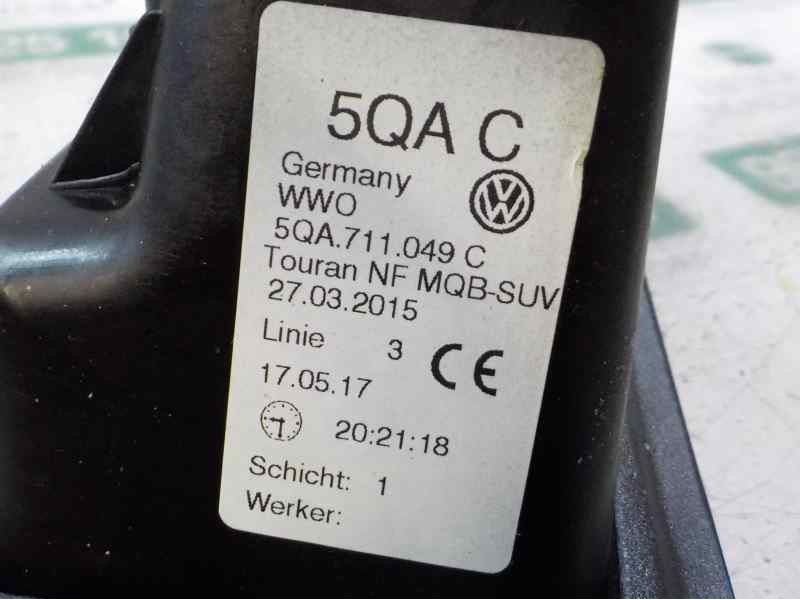 5QA C
Germany
WWO
5QA.711.049 C
Touran NF MQB-SUV
27.03.2015
Linie 3 CE
17.05.17
20:21:18
Schicht: 1
Werker: